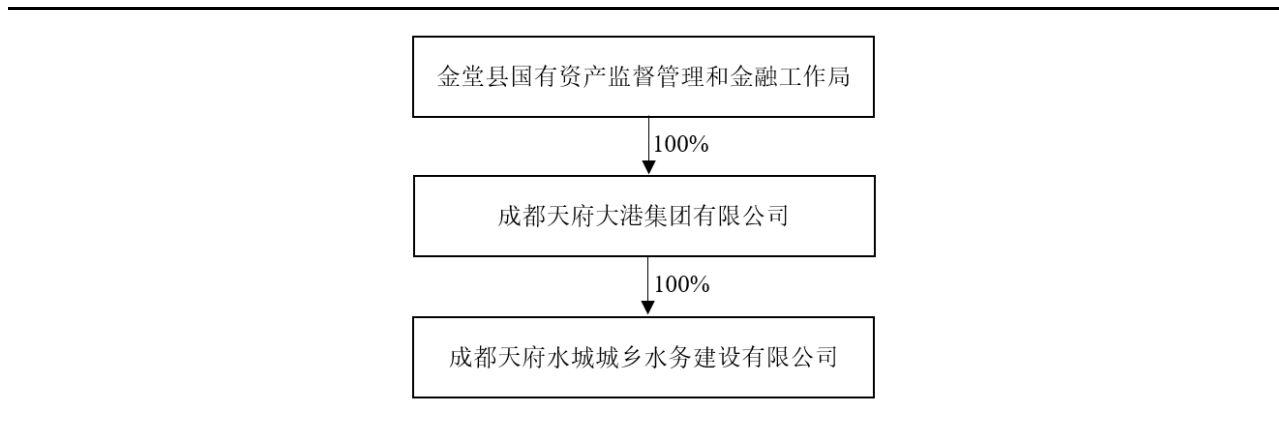 金堂县国有资产监督管理和金融工作局
100%
成都天府大港集团有限公司
100%
成都天府水城城乡水务建设有限公司